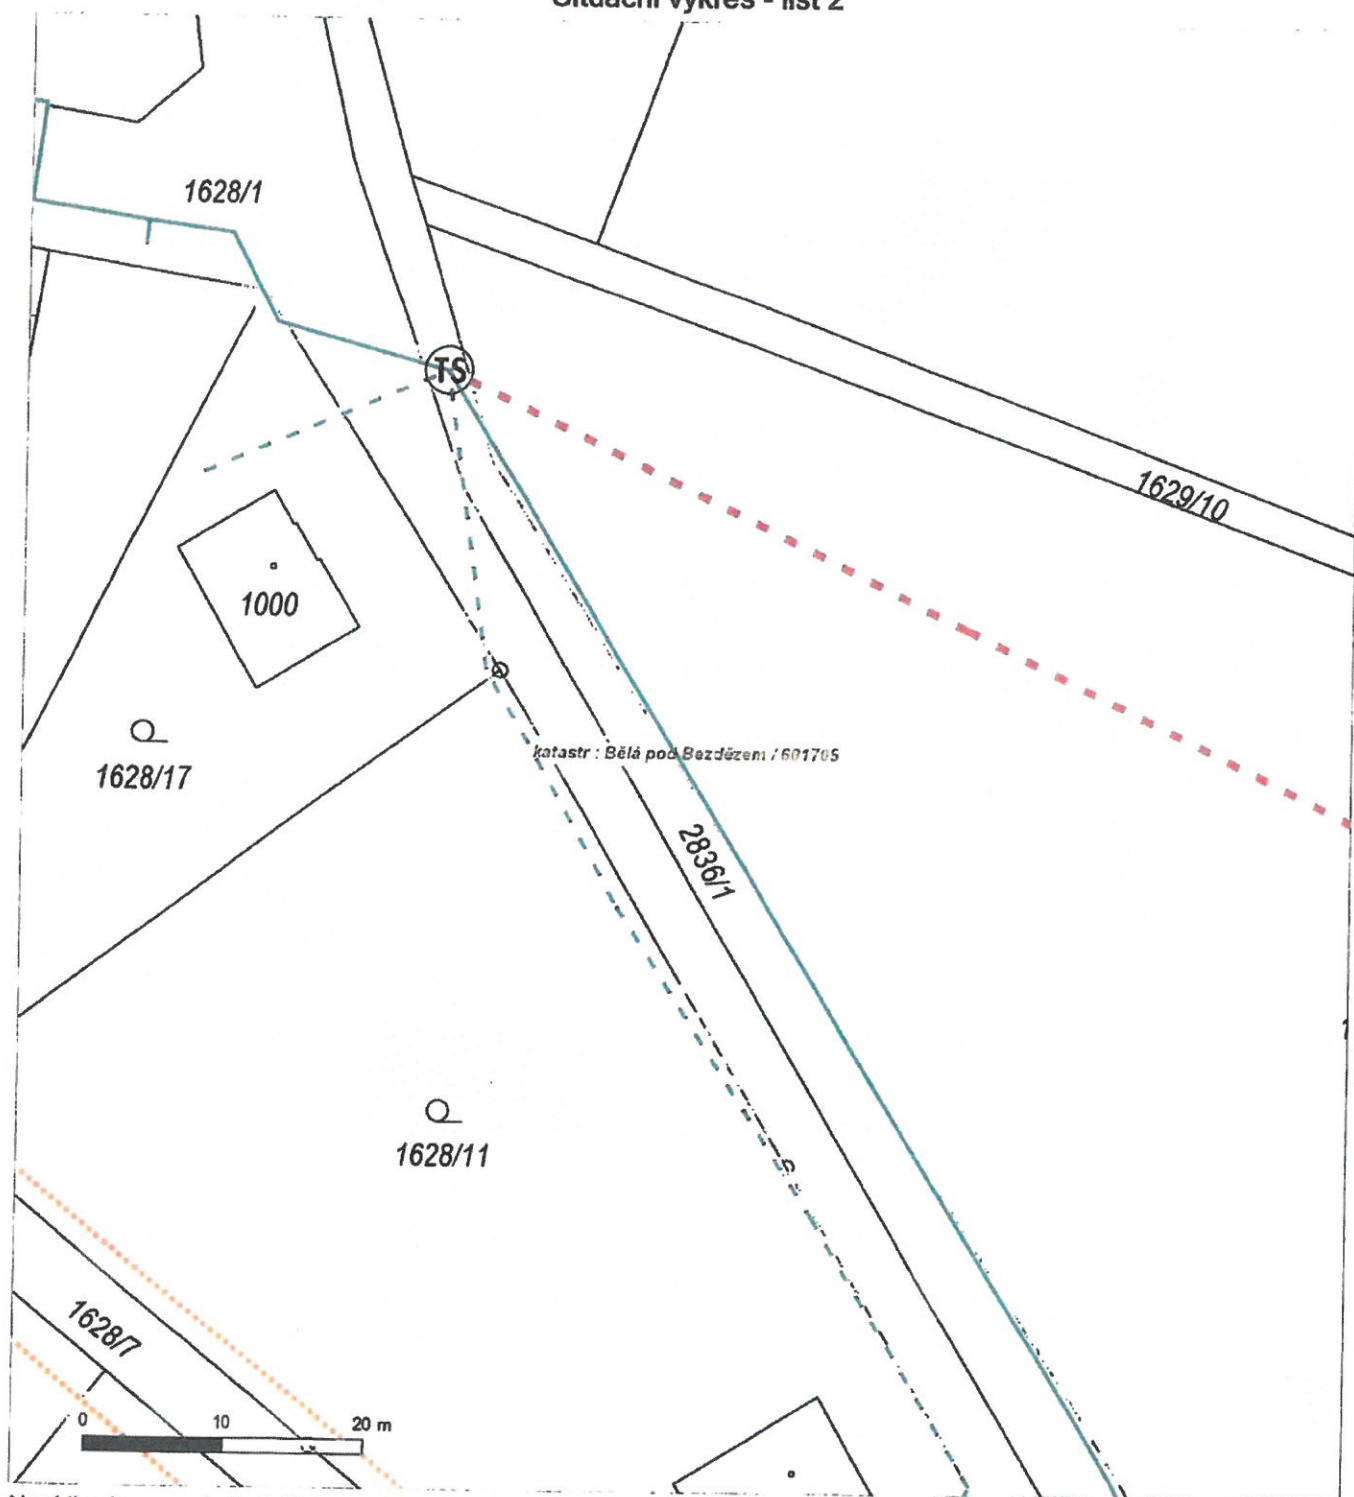 Situační výkres - list 2
1628/1
TS
1629/10
1000
1628/17
katastr : Bělá pod Bezdězem / 601705
2836/1
1628/11
1628/7
0 10 20 m